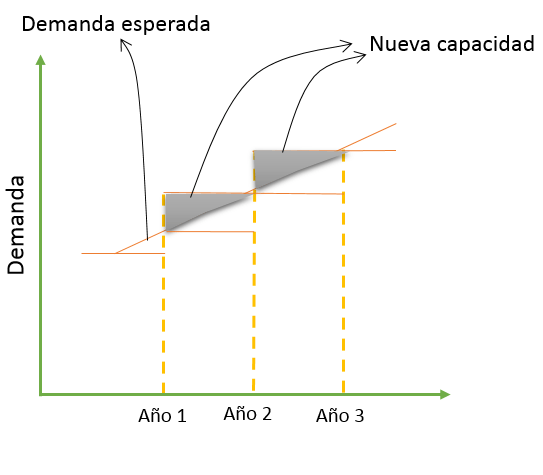 Demanda esperada
Nueva capacidad
Demanda
Año 1
Año 2
Año 3